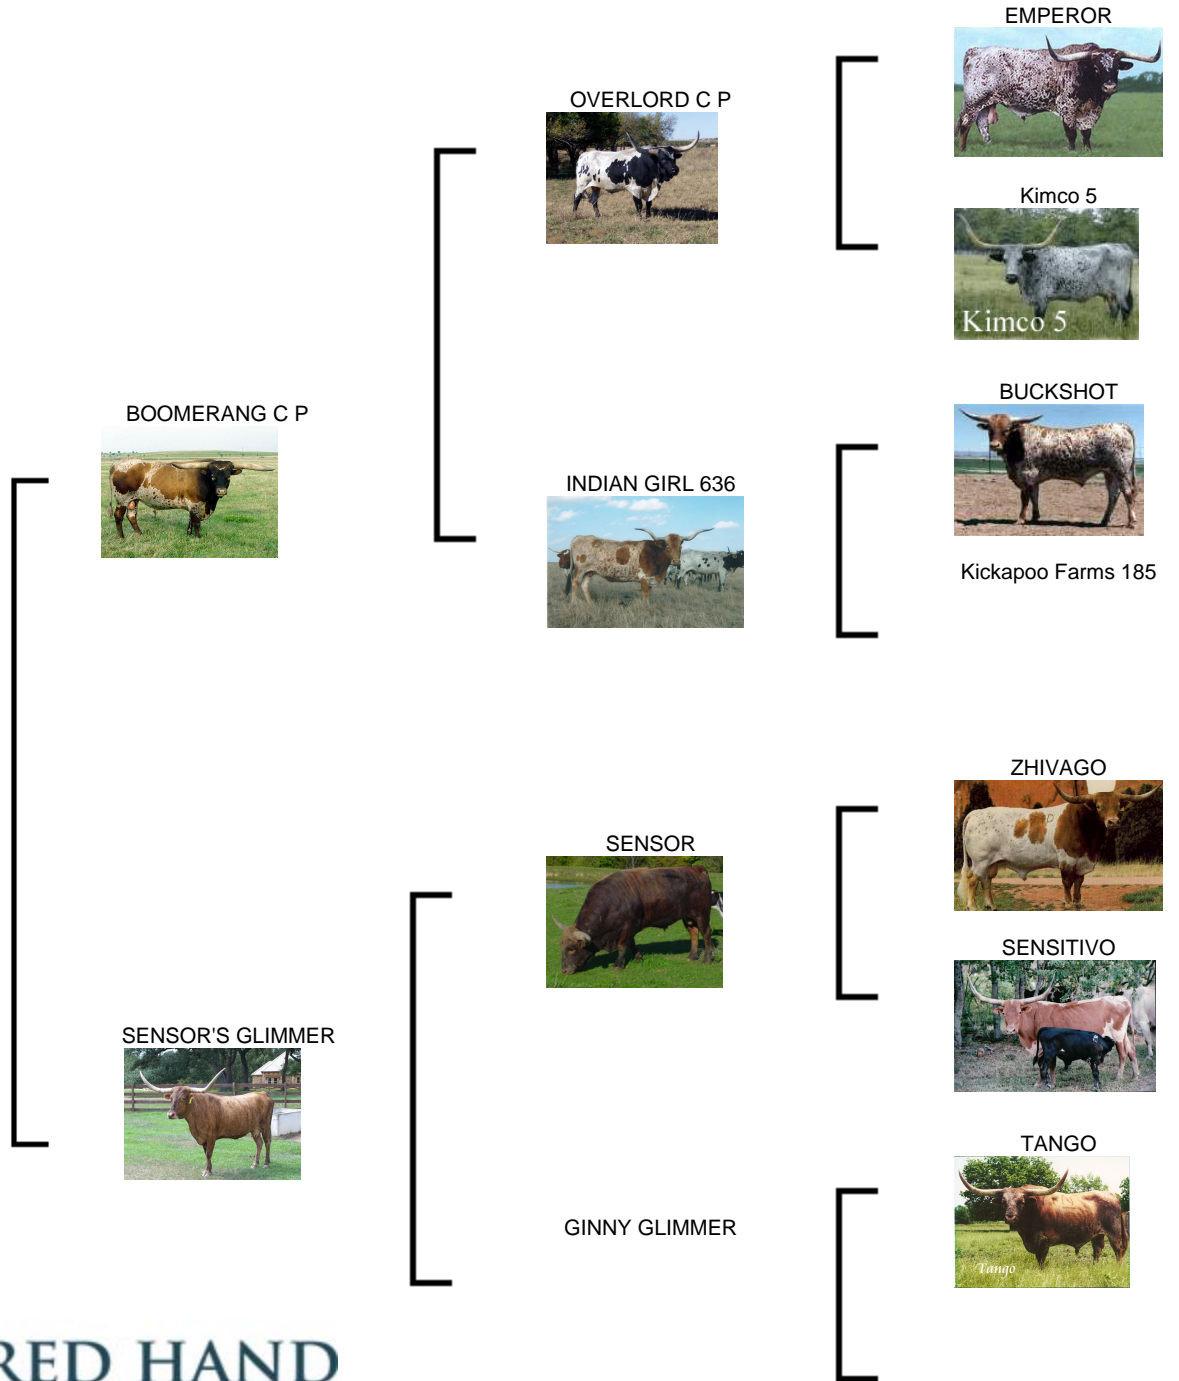 EMPEROR
OVERLORD C P
Kimco 5
Kimco 5
BUCKSHOT
BOOMERANG C P
INDIAN GIRL 636
Kickapoo Farms 185
ZHIVAGO
SENSOR
SENSITIVO
SENSOR'S GLIMMER
TANGO
GINNY GLIMMER
Tango
RED HAND